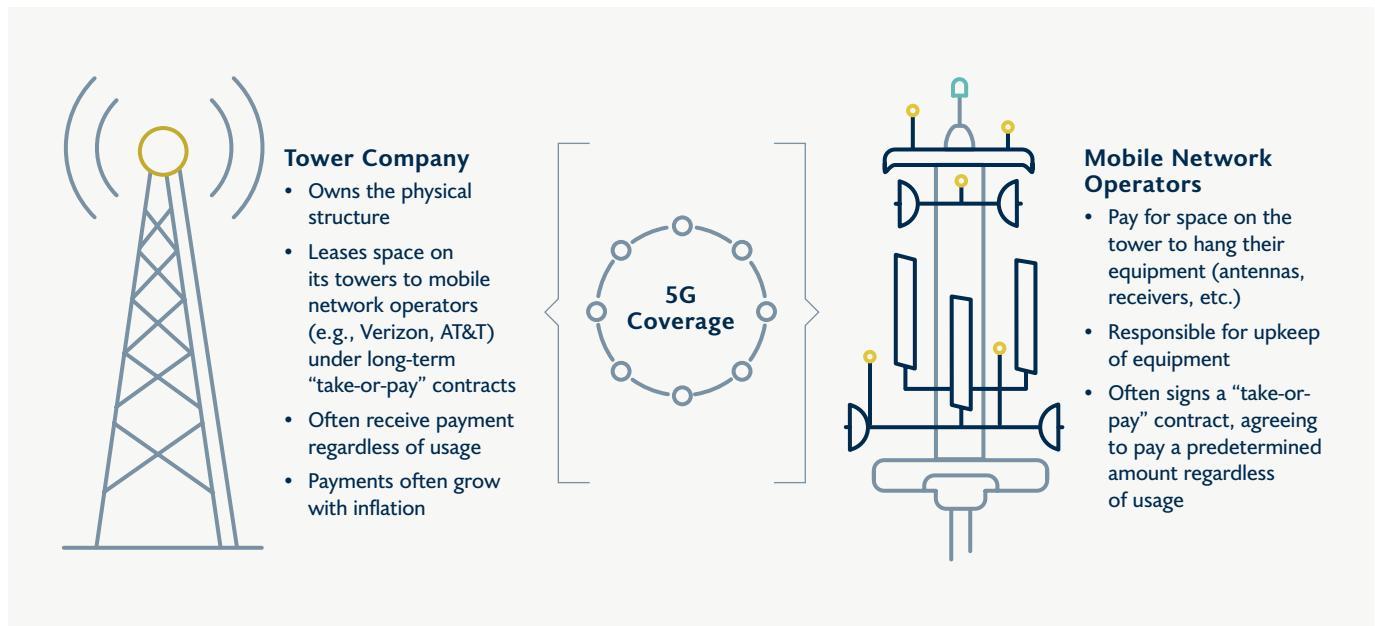 Tower Company
• Owns the physical
structure
• Leases space on
its towers to mobile
network operators
(e.g., Verizon, AT&T)
under long-term
“take-or-pay” contracts
• Often receive payment
regardless of usage
• Payments often grow
with inflation
5G
Coverage
Mobile Network
Operators
• Pay for space on the
tower to hang their
equipment (antennas,
receivers, etc.)
• Responsible for upkeep
of equipment
• Often signs a “take-or-
pay” contract, agreeing
to pay a predetermined
amount regardless
of usage